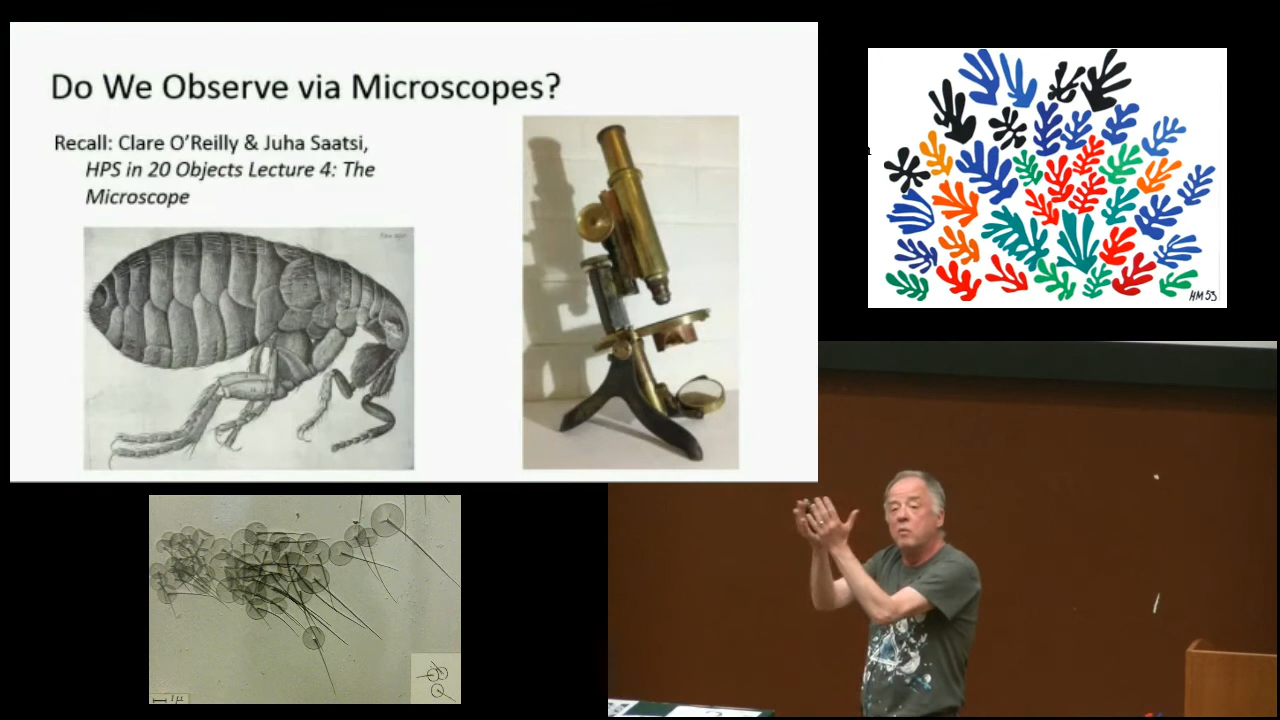 Do We Observe via Microscopes?
Recall: Clare O'Reilly & Juha Saatsi,
HPS in 20 Objects Lecture 4: The
Microscope
HM 53
1µ